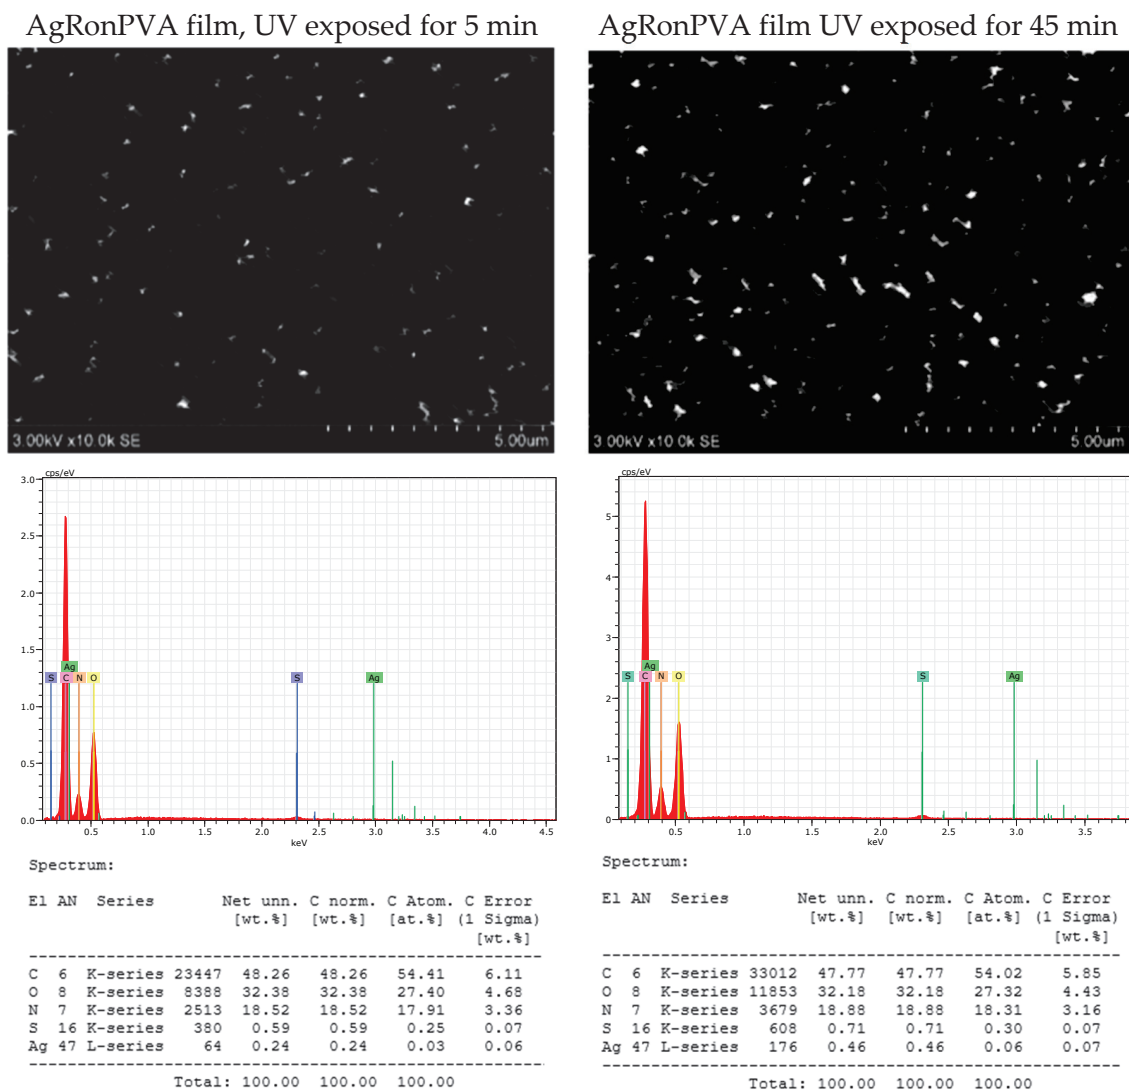 AgRonPVA film, UV exposed for 5 min
3.00kV x10.0k SE
5.00um
cps/eV
3.0
2.5
2.0
1.5
1.0
0.5
0.0
S
Ag
C
N
O
S
Ag
0.5
1.0
1.5
2.0
2.5
3.0
3.5
4.0
4.5
keV
Spectrum:
El AN Series Net unn. C norm. C Atom. C Error
[wt.%] [wt.%] [at.%] (1 Sigma)
[wt.%]
C 6 K-series 23447 48.26 48.26 54.41 6.11
O 8 K-series 8388 32.38 32.38 27.40 4.68
N 7 K-series 2513 18.52 18.52 17.91 3.36
S 16 K-series 380 0.59 0.59 0.25 0.07
Ag 47 L-series 64 0.24 0.24 0.03 0.06
Total: 100.00 100.00 100.00
AgRonPVA film UV exposed for 45 min
3.00kV x10.0k SE
5.00um
cps/eV
5
4
3
2
1
0
S
Ag
C
N
O
S
Ag
0.5
1.0
1.5
2.0
2.5
3.0
3.5
keV
Spectrum:
El AN Series Net unn. C norm. C Atom. C Error
[wt.%] [wt.%] [at.%] (1 Sigma)
[wt.%]
C 6 K-series 33012 47.77 47.77 54.02 5.85
O 8 K-series 11853 32.18 32.18 27.32 4.43
N 7 K-series 3679 18.88 18.88 18.31 3.16
S 16 K-series 608 0.71 0.71 0.30 0.07
Ag 47 L-series 176 0.46 0.46 0.06 0.07
Total: 100.00 100.00 100.00